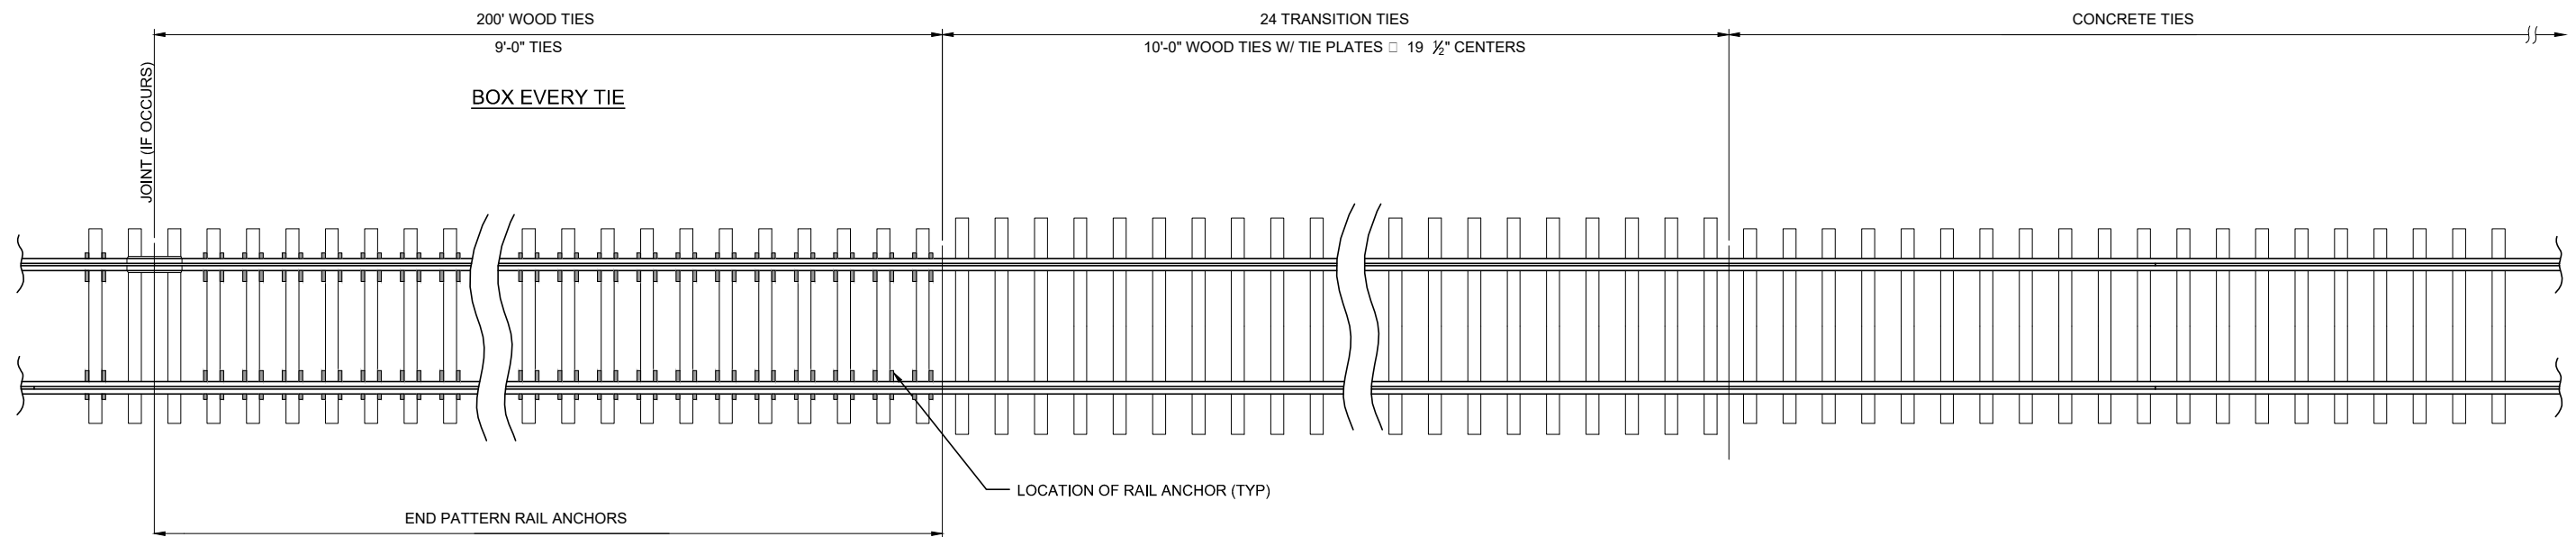 200' WOOD TIES
24 TRANSITION TIES
CONCRETE TIES
9'-0" TIES
10'-0" WOOD TIES W/ TIE PLATES □ 19 ½" CENTERS
JOINT (IF OCCURS)
BOX EVERY TIE
LOCATION OF RAIL ANCHOR (TYP)
END PATTERN RAIL ANCHORS